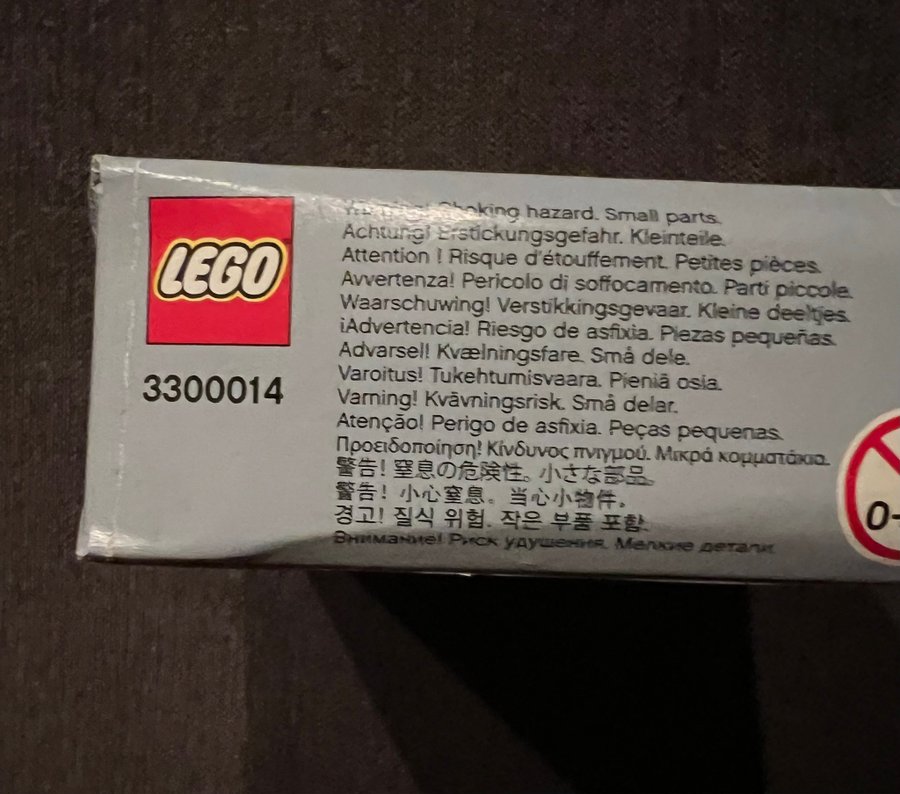 LEGO
3300014
Warning! Choking hazard. Small parts.
Achtung! Erstickungsgefahr. Kleinteile.
Attention ! Risque d'étouffement. Petites pièces.
Avvertenza! Pericolo di soffocamento. Parti piccole.
Waarschuwing! Verstikkingsgevaar. Kleine deeltjes.
¡Advertencia! Riesgo de asfixia. Piezas pequeñas.
Advarsel! Kvælningsfare. Små dele.
Varoitus! Tukehtumisvaara. Pieniä osia.
Varning! Kvävningsrisk. Små delar.
Atenção! Perigo de asfixia. Peças pequenas.
Προειδοποίηση! Κίνδυνος πνιγμού. Μικρά κομματάκια.
警告! 窒息の危険性。小さな部品。
警告! 小心窒息。当心小物件。
경고! 질식 위험. 작은 부품 포함.
Внимание! Риск удушения. Мелкие детали.
0-